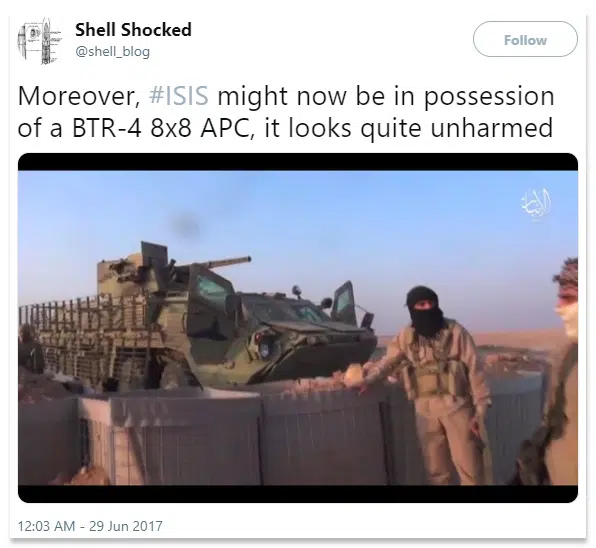 Shell Shocked
@shell_blog
Follow
Moreover, #ISIS might now be in possession
of a BTR-4 8x8 APC, it looks quite unharmed
12:03 AM - 29 Jun 2017